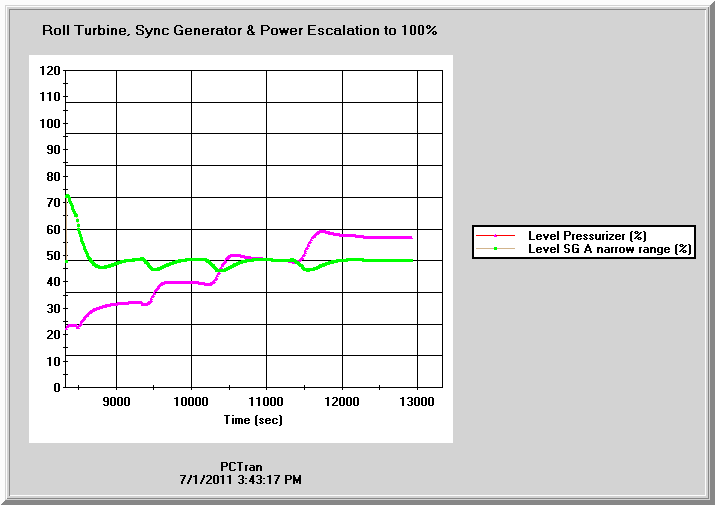 Roll Turbine, Sync Generator & Power Escalation to 100%
120
110
100
90
80
70
60
50
40
30
20
10
0
9000 10000 11000 12000 13000
Time (sec)
Level Pressurizer (%)
Level SG A narrow range (%)
PCTran
7/1/2011 3:43:17 PM